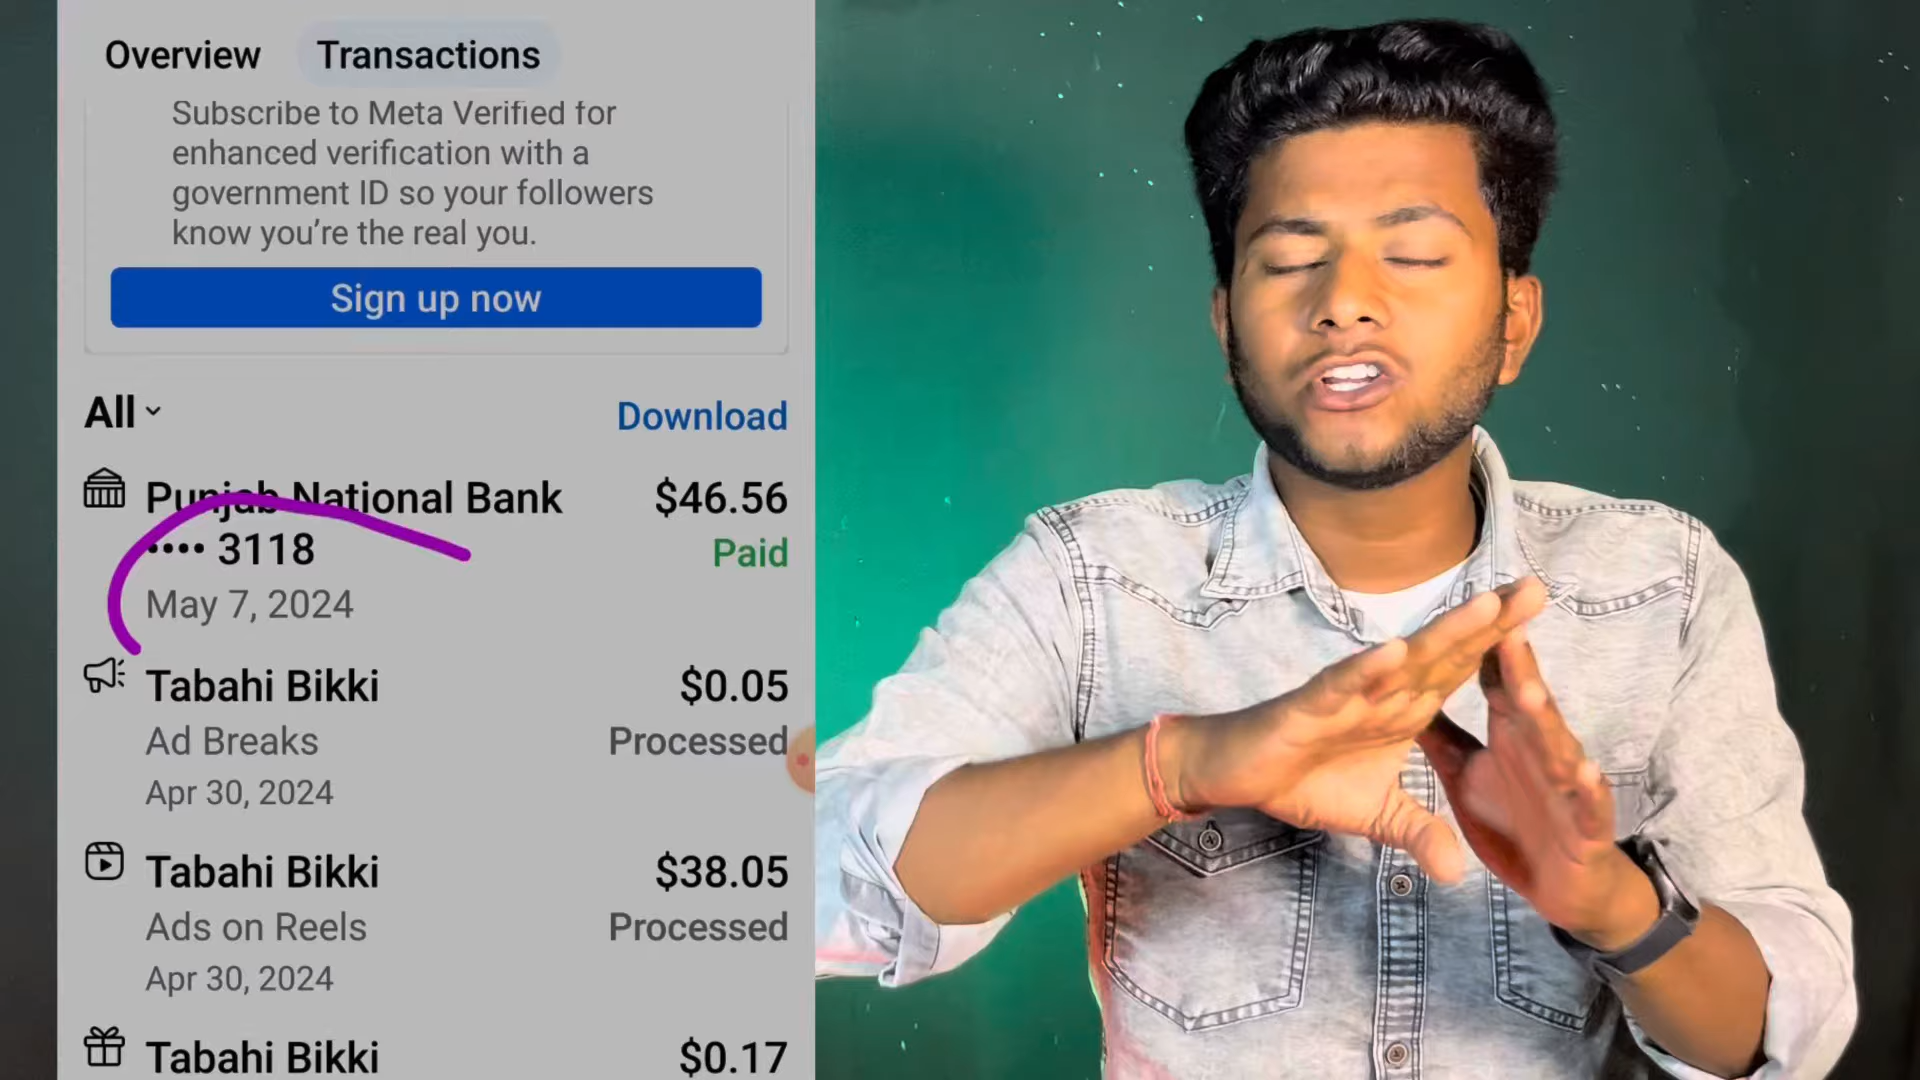 Overview Transactions
Subscribe to Meta Verified for
enhanced verification with a
government ID so your followers
know you’re the real you.
Sign up now
All Download
Punjab National Bank $46.56
•••• 3118 Paid
May 7, 2024
Tabahi Bikki $0.05
Ad Breaks Processed
Apr 30, 2024
Tabahi Bikki $38.05
Ads on Reels Processed
Apr 30, 2024
Tabahi Bikki $0.17